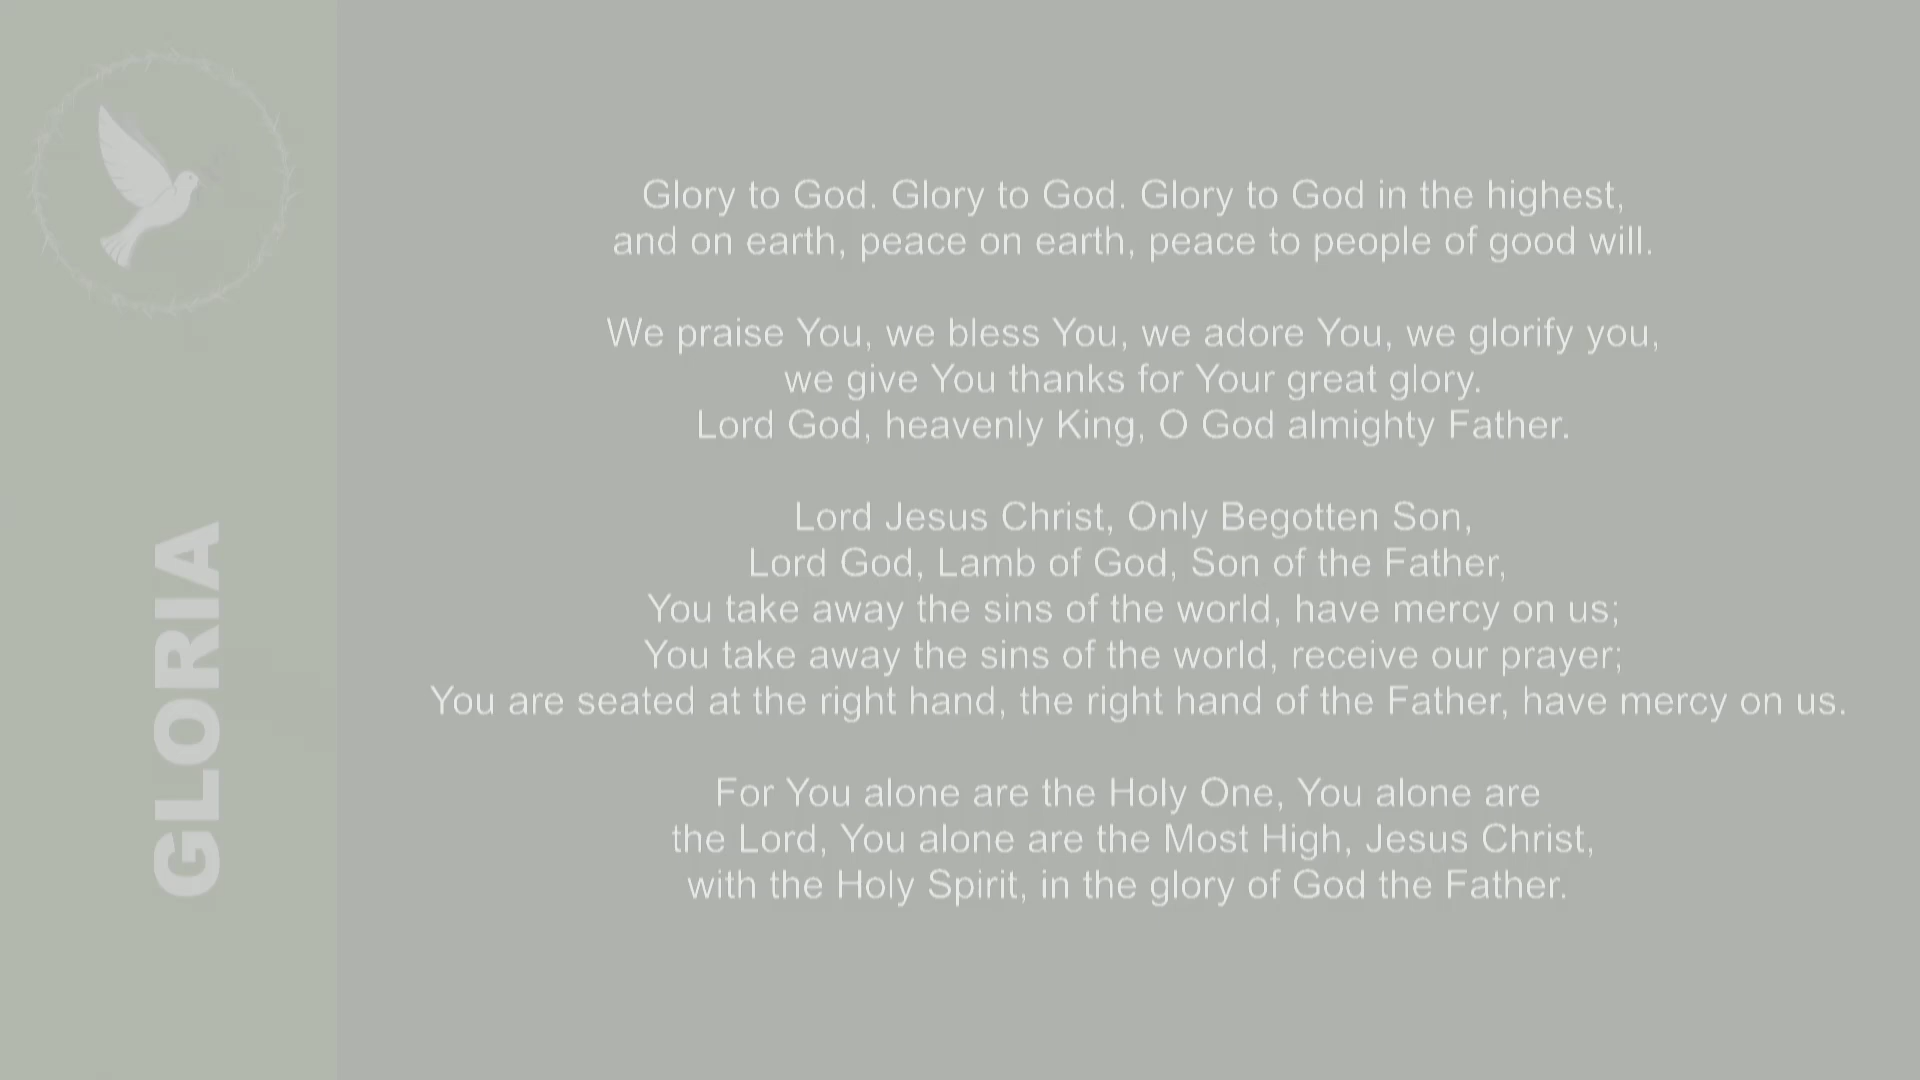 GLORIA
Glory to God. Glory to God. Glory to God in the highest,
and on earth, peace on earth, peace to people of good will.
We praise You, we bless You, we adore You, we glorify you,
we give You thanks for Your great glory.
Lord God, heavenly King, O God almighty Father.
Lord Jesus Christ, Only Begotten Son,
Lord God, Lamb of God, Son of the Father,
You take away the sins of the world, have mercy on us;
You take away the sins of the world, receive our prayer;
You are seated at the right hand, the right hand of the Father, have mercy on us.
For You alone are the Holy One, You alone are
the Lord, You alone are the Most High, Jesus Christ,
with the Holy Spirit, in the glory of God the Father.